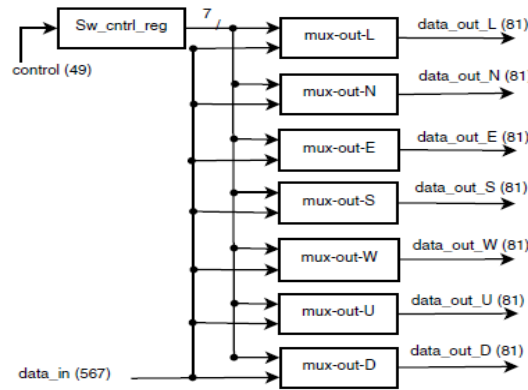 7
data_out_L (81)
Sw_cntrl_reg
mux-out-L
control (49)
data_out_N (81)
mux-out-N
data_out_E (81)
mux-out-E
data_out_S (81)
mux-out-S
data_out_W (81)
mux-out-W
data_out_U (81)
mux-out-U
data_out_D (81)
mux-out-D
data_in (567)